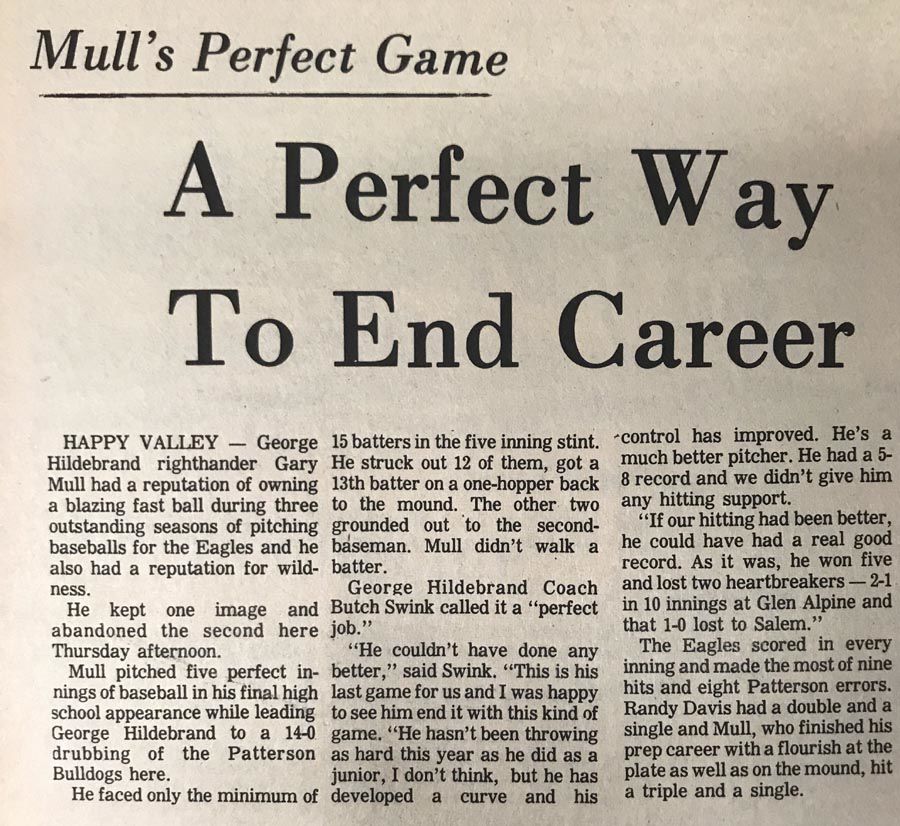 Mull's Perfect Game
A Perfect Way
To End Career
HAPPY VALLEY — George
Hildebrand righthander Gary
Mull had a reputation of owning
a blazing fast ball during three
outstanding seasons of pitching
baseballs for the Eagles and he
also had a reputation for wild-
ness.
He kept one image and
abandoned the second here
Thursday afternoon.
Mull pitched five perfect in-
nings of baseball in his final high
school appearance while leading
George Hildebrand to a 14-0
drubbing of the Patterson
Bulldogs here.
He faced only the minimum of
15 batters in the five inning stint.
He struck out 12 of them, got a
13th batter on a one-hopper back
to the mound. The other two
grounded out to the second-
baseman. Mull didn't walk a
batter.
George Hildebrand Coach
Butch Swink called it a "perfect
job."
"He couldn't have done any
better," said Swink. "This is his
last game for us and I was happy
to see him end it with this kind of
game. "He hasn't been throwing
as hard this year as he did as a
junior, I don't think, but he has
developed a curve and his
control has improved. He's a
much better pitcher. He had a 5-
8 record and we didn't give him
any hitting support.
"If our hitting had been better,
he could have had a real good
record. As it was, he won five
and lost two heartbreakers — 2-1
in 10 innings at Glen Alpine and
that 1-0 lost to Salem."
The Eagles scored in every
inning and made the most of nine
hits and eight Patterson errors.
Randy Davis had a double and a
single and Mull, who finished his
prep career with a flourish at the
plate as well as on the mound, hit
a triple and a single.